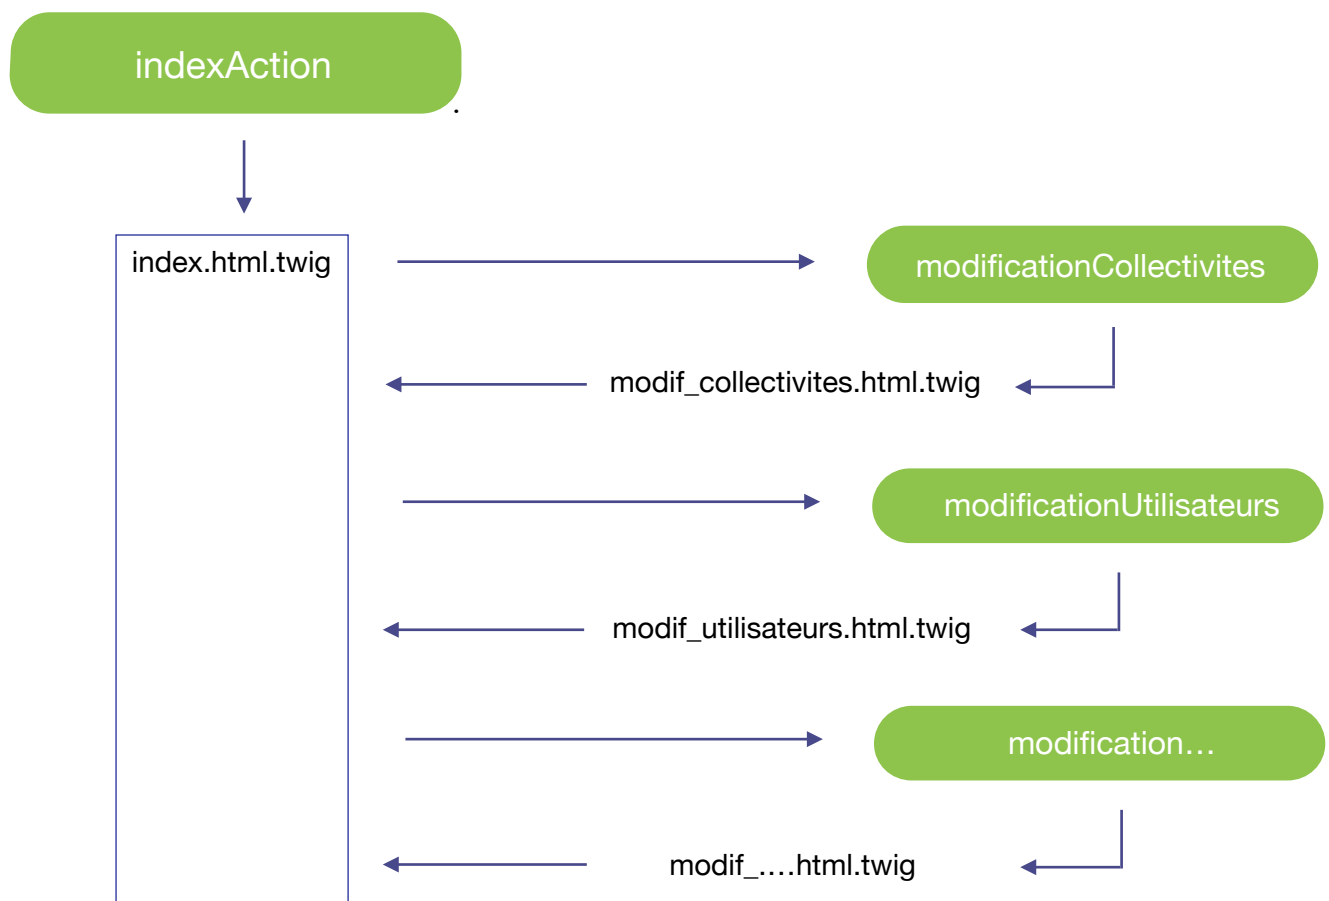 indexAction
.
index.html.twig
modificationCollectivites
modif_collectivites.html.twig
modificationUtilisateurs
modif_utilisateurs.html.twig
modification…
modif_….html.twig